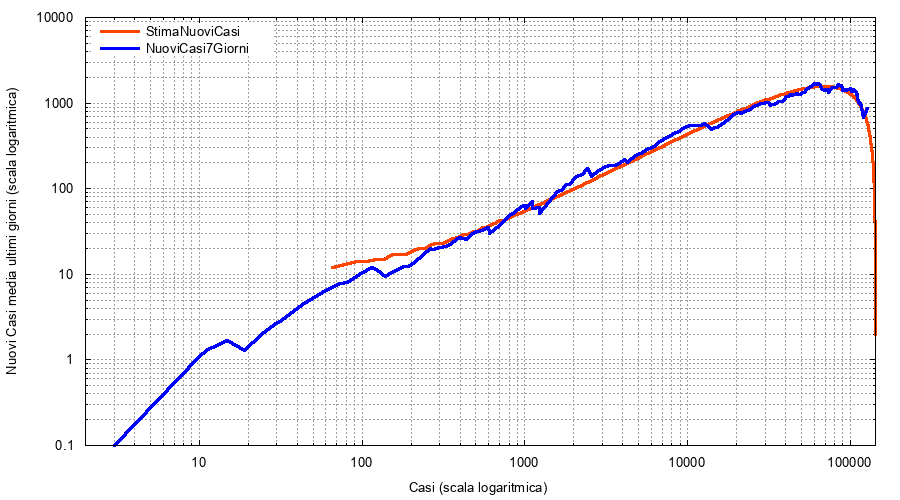 StimaNuoviCasi
NuoviCasi7Giorni
Nuovi Casi media ultimi giorni (scala logaritmica)
10000
1000
100
10
1
0.1
10 100 1000 10000 100000
Casi (scala logaritmica)